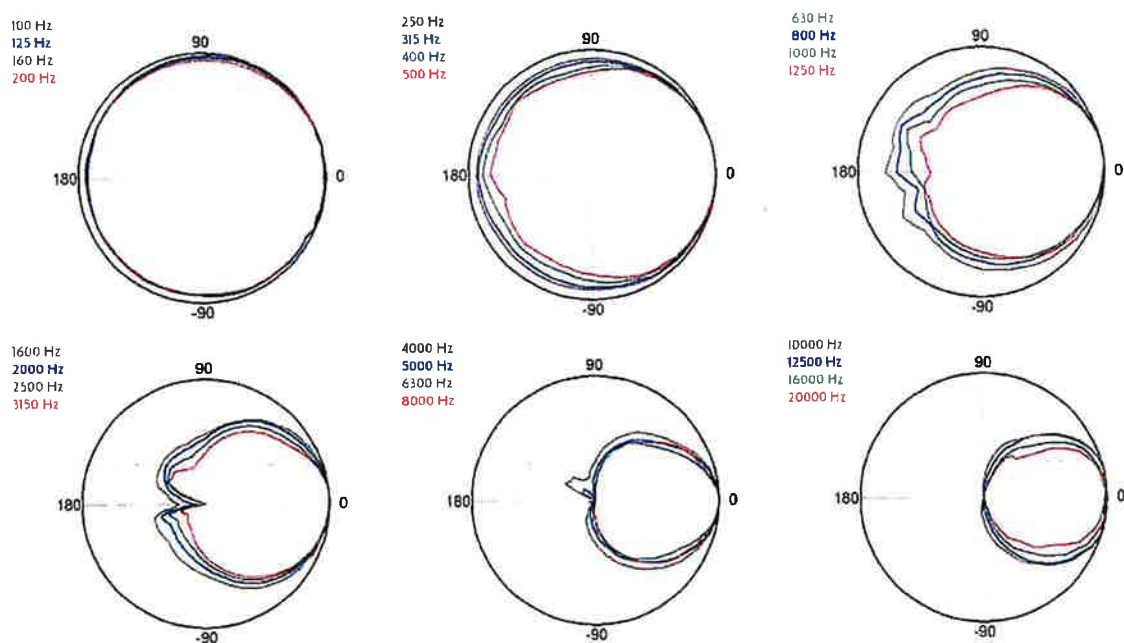 100 Hz
125 Hz
160 Hz
200 Hz
90
180
0
-90
250 Hz
315 Hz
400 Hz
500 Hz
90
180
0
-90
630 Hz
800 Hz
1000 Hz
1250 Hz
90
180
0
-90
1600 Hz
2000 Hz
2500 Hz
3150 Hz
90
180
0
-90
4000 Hz
5000 Hz
6300 Hz
8000 Hz
90
180
0
-90
10000 Hz
12500 Hz
16000 Hz
20000 Hz
90
180
0
-90